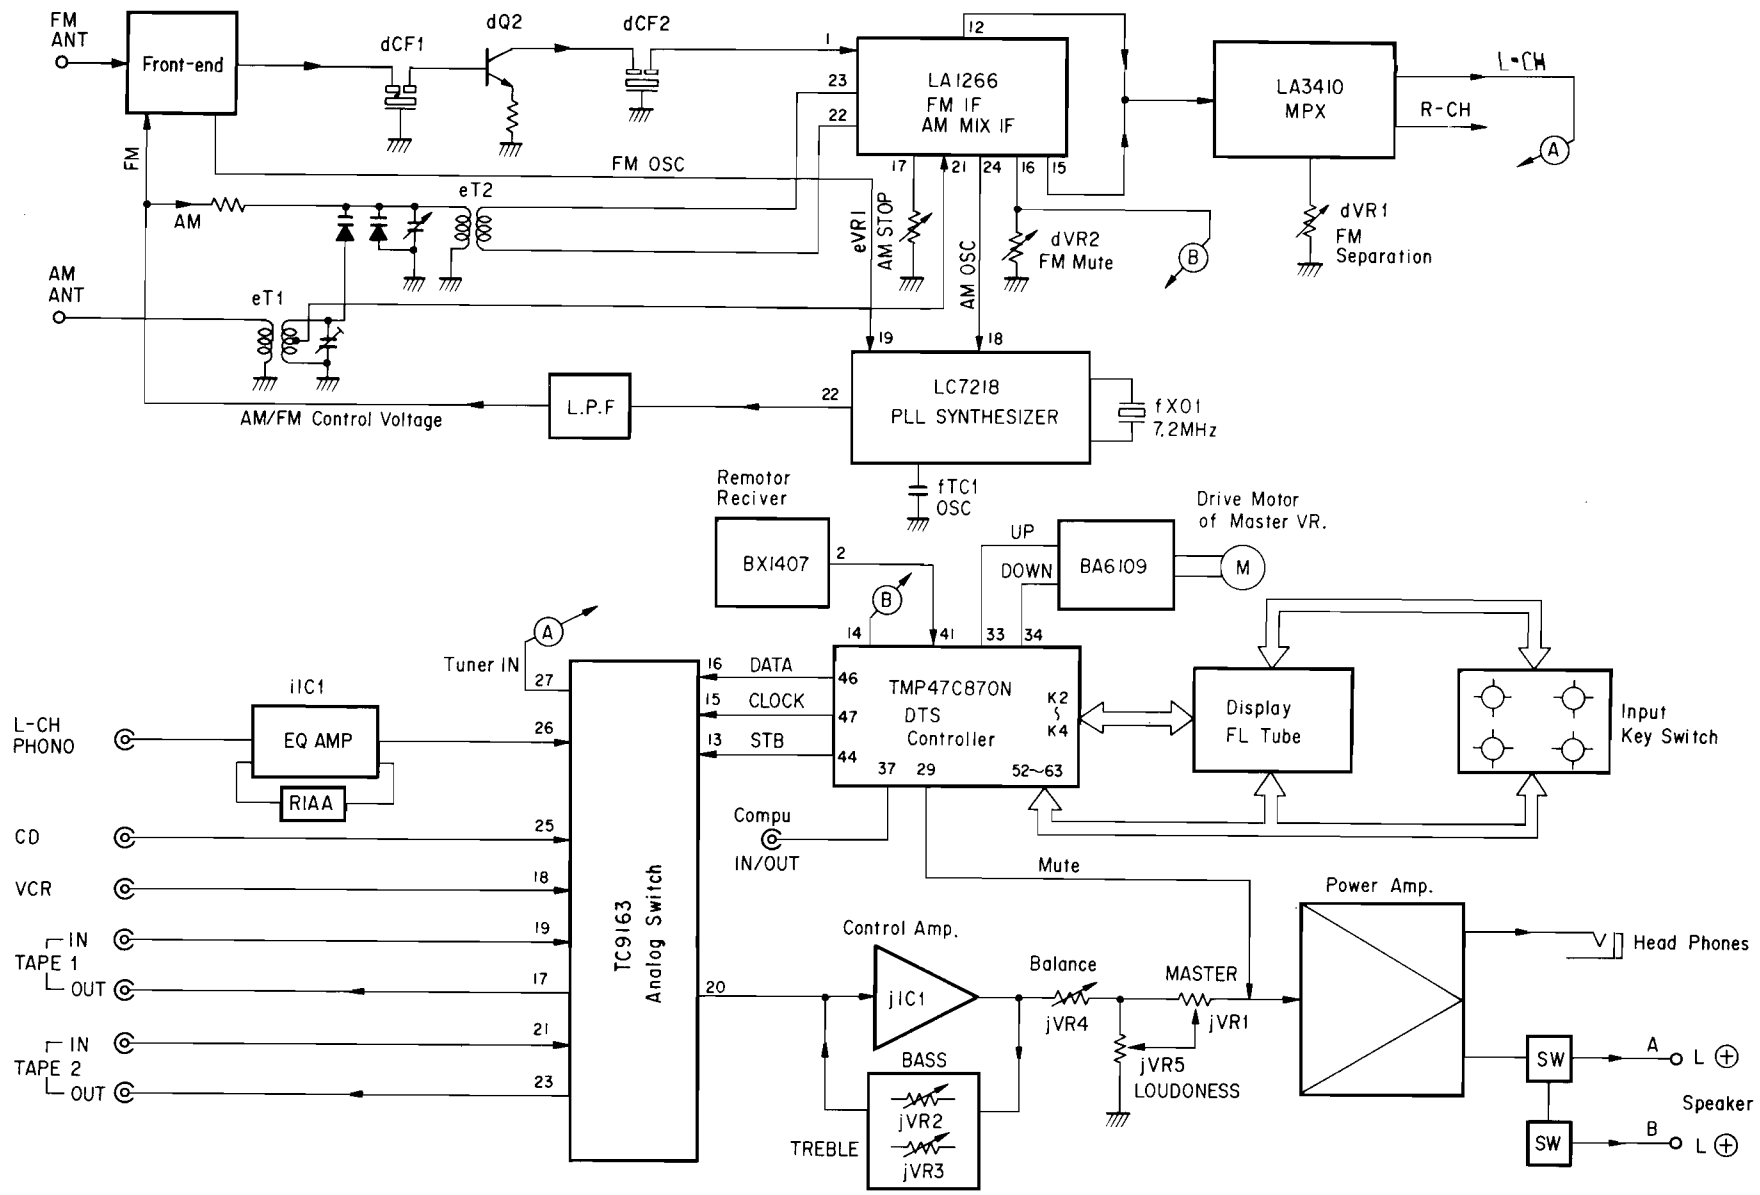 FM
ANT
Front-end
dCF1
dQ2
dCF2
1
12
23
22
LA1266
FM IF
AM MIX IF
LA3410
MPX
L-CH
R-CH
A
FM
FM OSC
17
21
24
16
15
AM
eT2
eVR1
AM STOP
AM OSC
dVR2
FM Mute
B
dVR1
FM
Separation
AM
ANT
eT1
19
18
L.P.F
22
LC7218
PLL SYNTHESIZER
fX01
7.2MHz
AM/FM Control Voltage
fTC1
OSC
Remotor
Reciver
BX1407
2
B
UP
DOWN
BA6109
Drive Motor
of Master VR.
M
14
41
33
34
A
Tuner IN
27
16
DATA
46
15
CLOCK
47
13
STB
44
TMP47C870N
DTS
Controller
K2
~
K4
37
29
52~63
Display
FL Tube
Input
Key Switch
iIC1
L-CH
PHONO
EQ AMP
RIAA
26
CD
25
VCR
18
TAPE 1
IN
19
OUT
17
TAPE 2
IN
21
OUT
23
TC9163
Analog Switch
20
Compu
IN/OUT
Mute
Control Amp.
jIC1
Balance
jVR4
MASTER
jVR1
jVR5
LOUDONESS
BASS
jVR2
TREBLE
jVR3
Power Amp.
Head Phones
SW
A
L ⊕
Speaker
SW
B
L ⊕